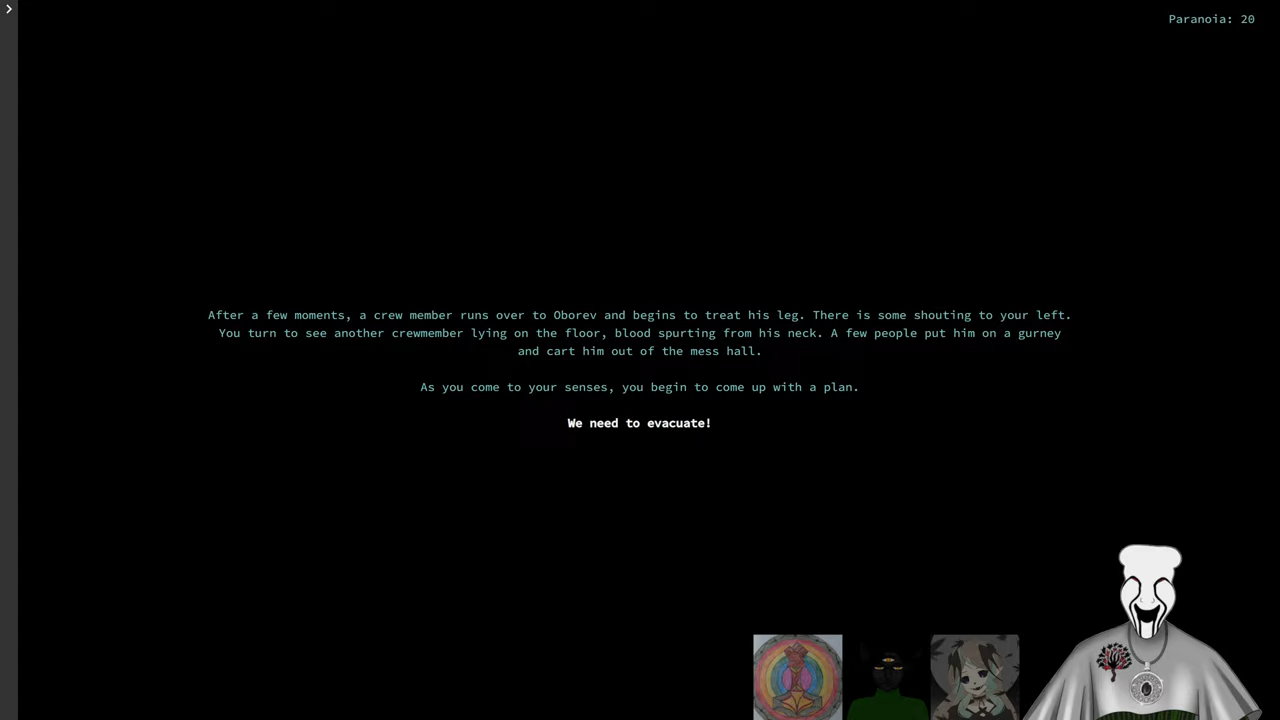 Paranoia: 20
After a few moments, a crew member runs over to Oborev and begins to treat his leg. There is some shouting to your left.
You turn to see another crewmember lying on the floor, blood spurting from his neck. A few people put him on a gurney
and cart him out of the mess hall.
As you come to your senses, you begin to come up with a plan.
We need to evacuate!